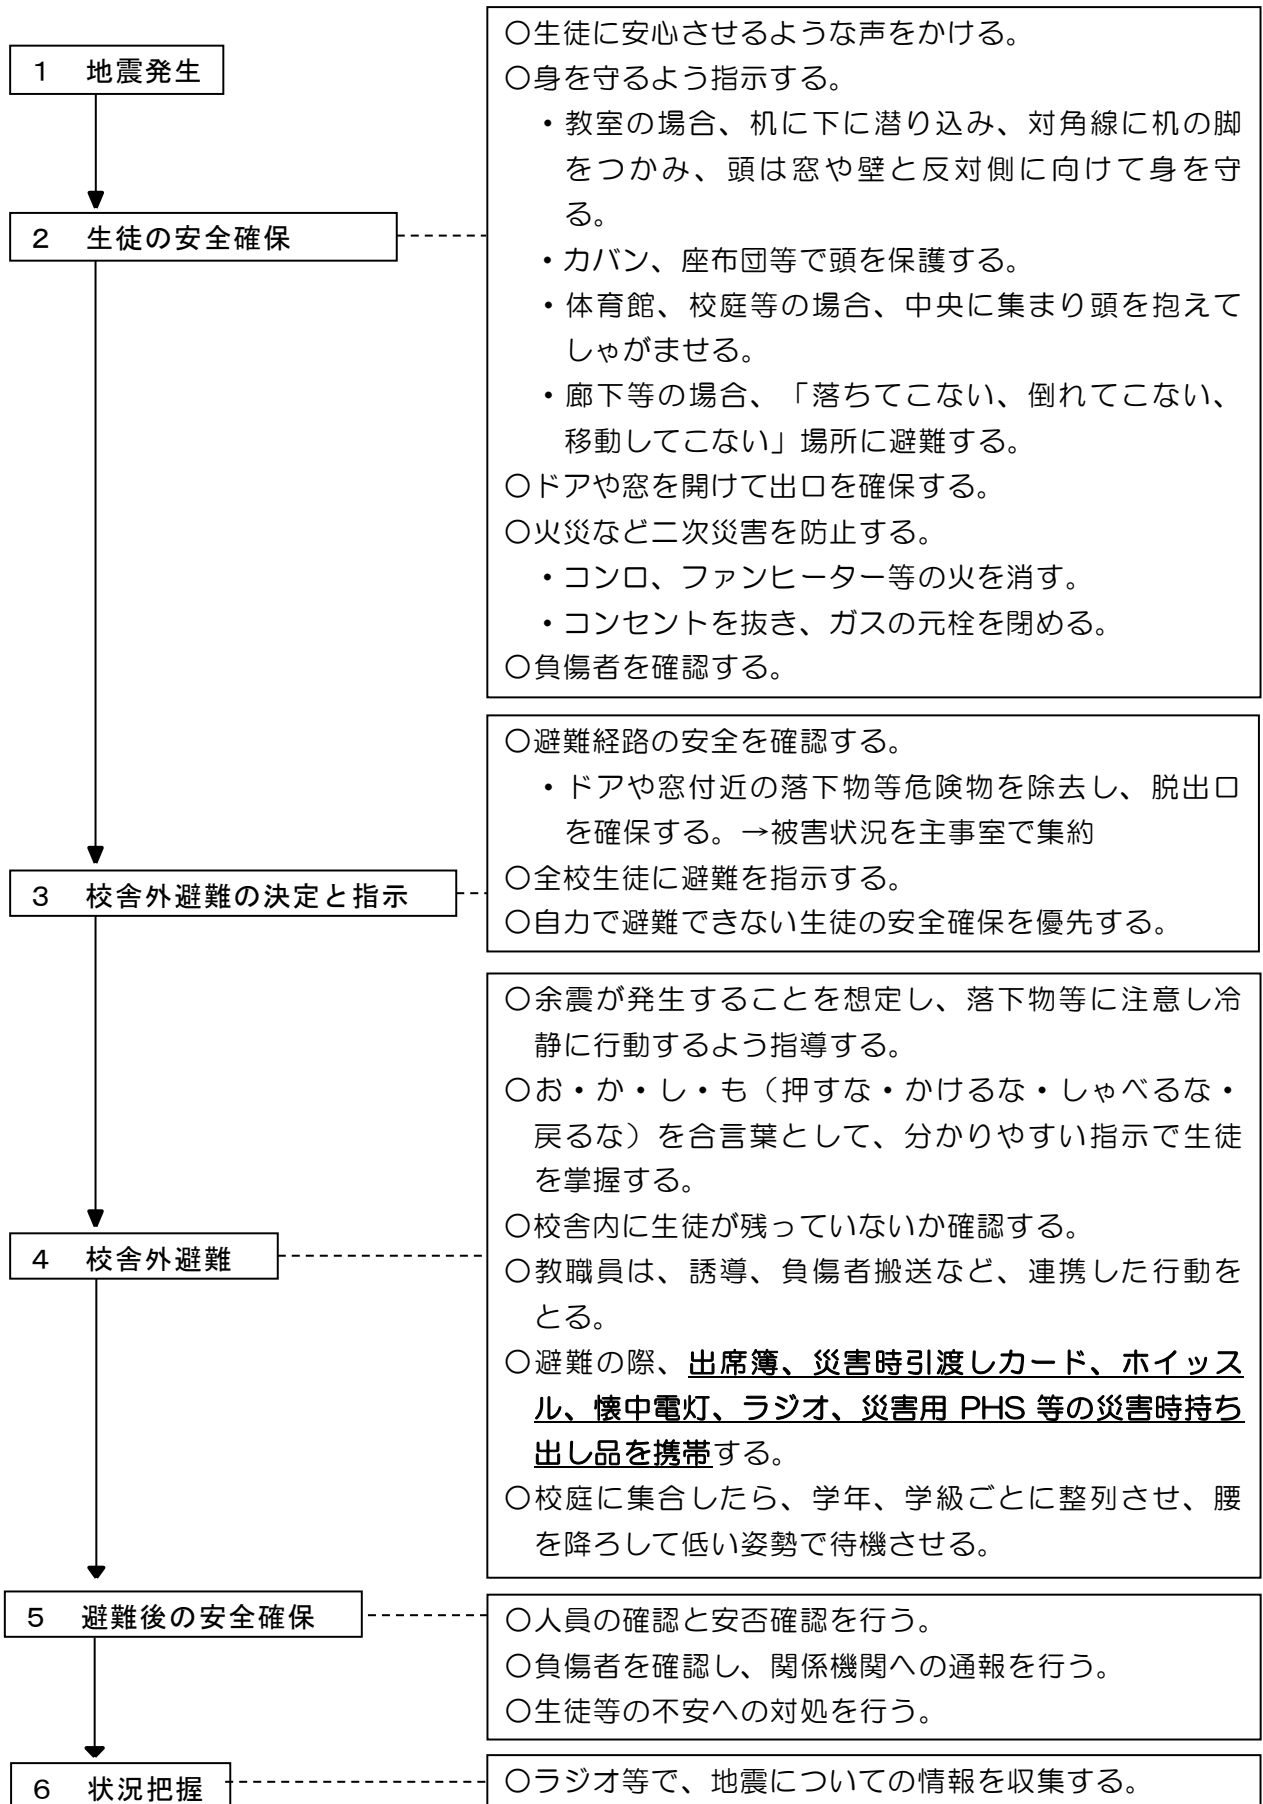 １　地震発生
〇生徒に安心させるような声をかける。
〇身を守るよう指示する。
・教室の場合、机に下に潜り込み、対角線に机の脚
をつかみ、頭は窓や壁と反対側に向けて身を守
る。
２　生徒の安全確保
・カバン、座布団等で頭を保護する。
・体育館、校庭等の場合、中央に集まり頭を抱えて
しゃがませる。
・廊下等の場合、「落ちてこない、倒れてこない、
移動してこない」場所に避難する。
〇ドアや窓を開けて出口を確保する。
〇火災など二次災害を防止する。
・コンロ、ファンヒーター等の火を消す。
・コンセントを抜き、ガスの元栓を閉める。
〇負傷者を確認する。
３　校舎外避難の決定と指示
〇避難経路の安全を確認する。
・ドアや窓付近の落下物等危険物を除去し、脱出口
を確保する。→被害状況を主事室で集約
〇全校生徒に避難を指示する。
〇自力で避難できない生徒の安全確保を優先する。
４　校舎外避難
〇余震が発生することを想定し、落下物等に注意し冷
静に行動するよう指導する。
〇お・か・し・も（押すな・かけるな・しゃべるな・
戻るな）を合言葉として、分かりやすい指示で生徒
を掌握する。
〇校舎内に生徒が残っていないか確認する。
〇教職員は、誘導、負傷者搬送など、連携した行動を
とる。
〇避難の際、出席簿、災害時引渡しカード、ホイッス
ル、懐中電灯、ラジオ、災害用 PHS 等の災害時持ち
出し品を携帯する。
〇校庭に集合したら、学年、学級ごとに整列させ、腰
を降ろして低い姿勢で待機させる。
５　避難後の安全確保
〇人員の確認と安否確認を行う。
〇負傷者を確認し、関係機関への通報を行う。
〇生徒等の不安への対処を行う。
６　状況把握
〇ラジオ等で、地震についての情報を収集する。